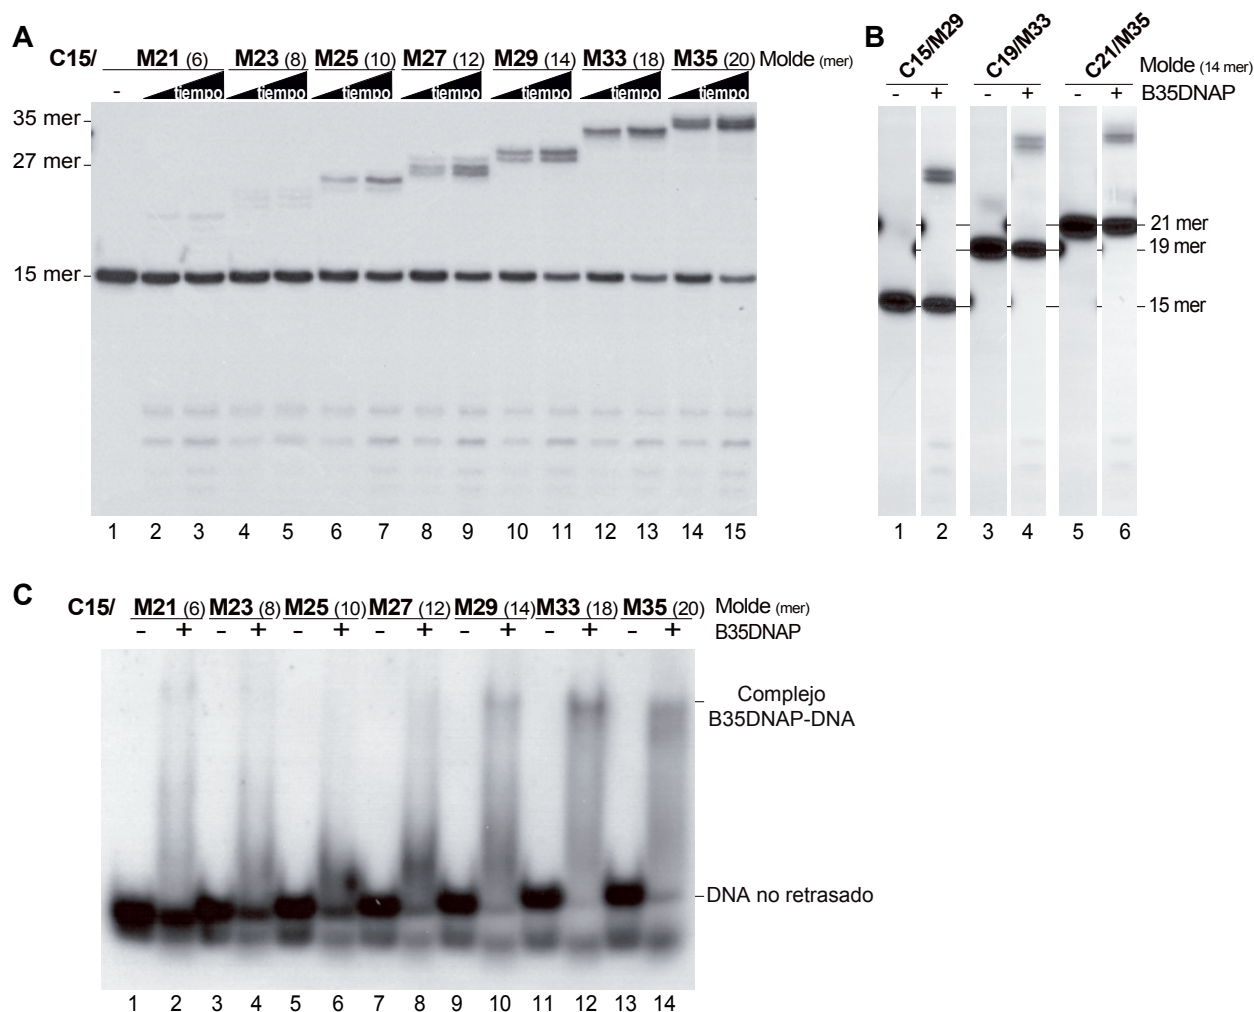 A
C15/ M21 (6) M23 (8) M25 (10) M27 (12) M29 (14) M33 (18) M35 (20) Molde (mer)
- tiempo tiempo tiempo tiempo tiempo tiempo tiempo
35 mer
27 mer
15 mer
1 2 3 4 5 6 7 8 9 10 11 12 13 14 15
B
C15/M29 C19/M33 C21/M35
Molde (14 mer)
- + - + - + B35DNAP
21 mer
19 mer
15 mer
1 2 3 4 5 6
C
C15/ M21 (6) M23 (8) M25 (10) M27 (12) M29 (14) M33 (18) M35 (20) Molde (mer)
- + - + - + - + - + - + - + B35DNAP
Complejo
B35DNAP-DNA
DNA no retrasado
1 2 3 4 5 6 7 8 9 10 11 12 13 14